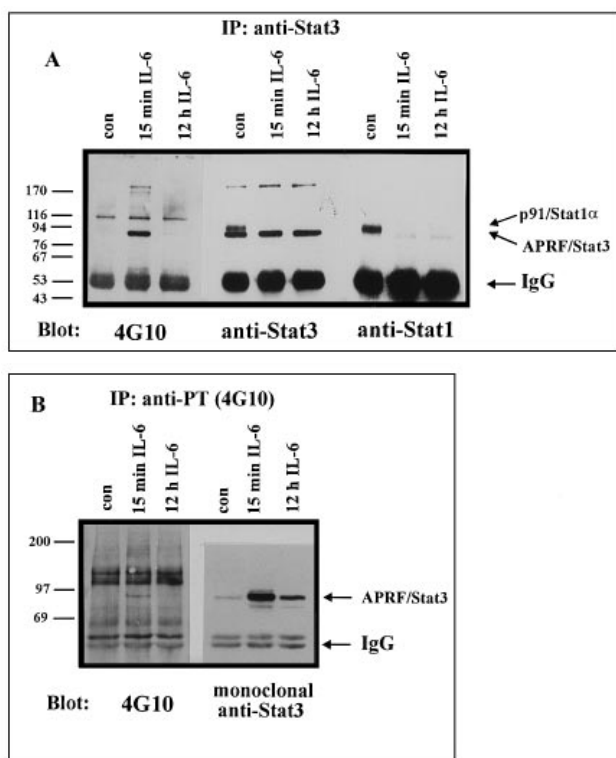 IP: anti-Stat3
A
con
15 min IL-6
12 h IL-6
con
15 min IL-6
12 h IL-6
con
15 min IL-6
12 h IL-6
170
116
94
76
67
53
43
p91/Stat1α
APRF/Stat3
IgG
Blot: 4G10 anti-Stat3 anti-Stat1
B IP: anti-PT (4G10)
con
15 min IL-6
12 h IL-6
con
15 min IL-6
12 h IL-6
200
97
69
APRF/Stat3
IgG
Blot: 4G10 monoclonal
anti-Stat3